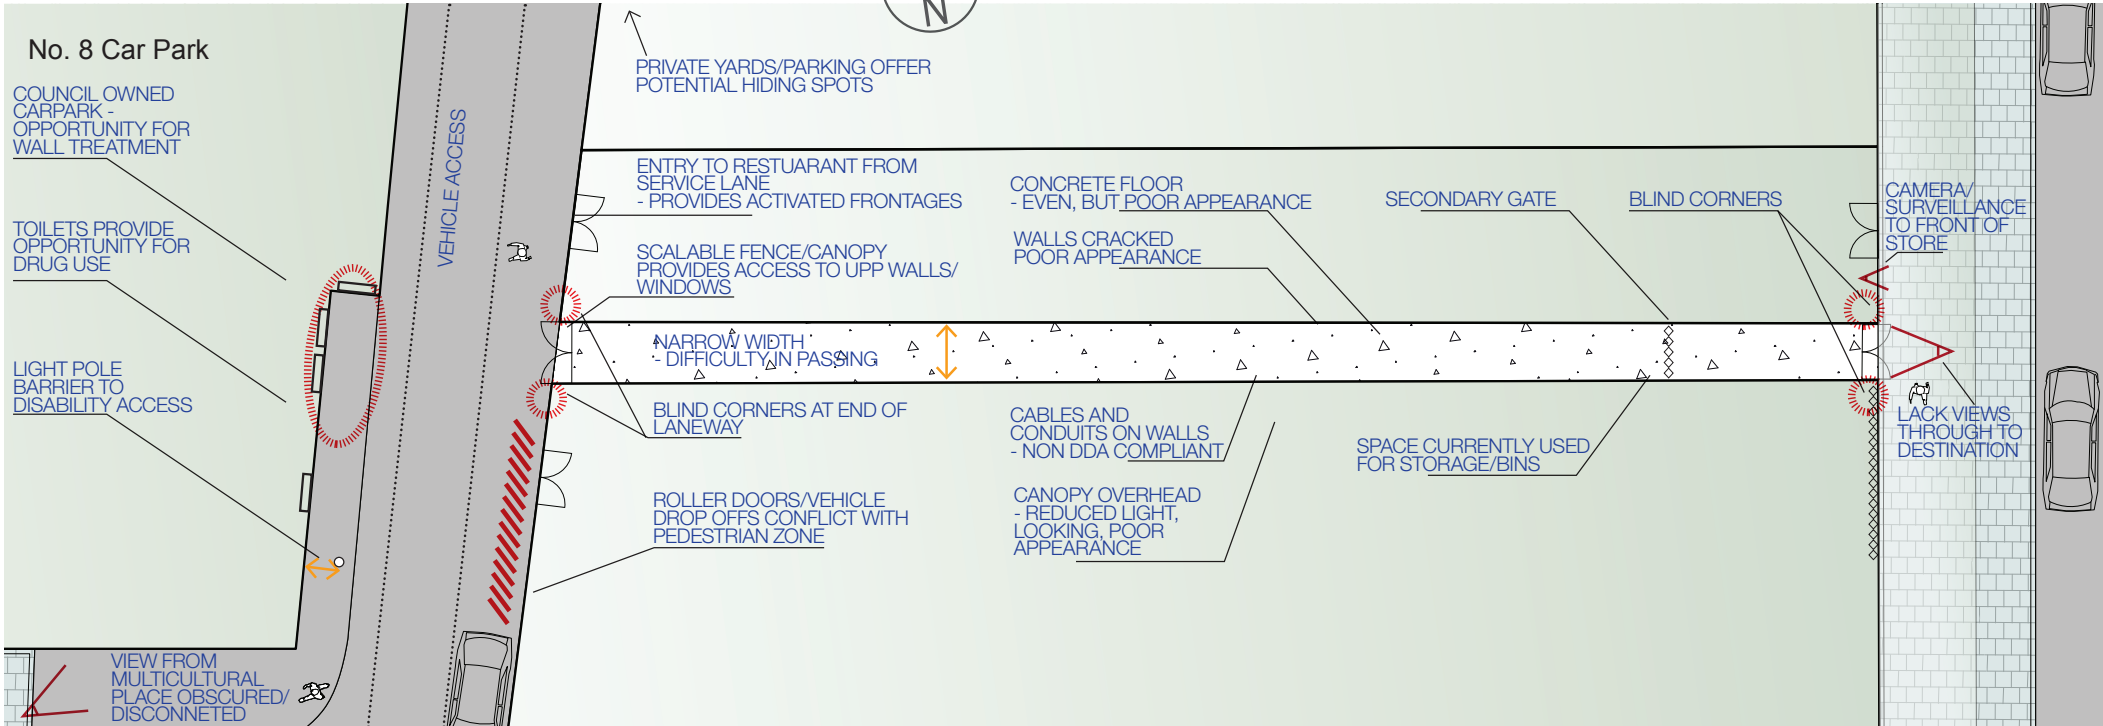 N
No. 8 Car Park
COUNCIL OWNED
CARPARK -
OPPORTUNITY FOR
WALL TREATMENT
TOILETS PROVIDE
OPPORTUNITY FOR
DRUG USE
LIGHT POLE
BARRIER TO
DISABILITY ACCESS
VIEW FROM
MULTICULTURAL
PLACE OBSCURED/
DISCONNETED
VEHICLE ACCESS
PRIVATE YARDS/PARKING OFFER
POTENTIAL HIDING SPOTS
ENTRY TO RESTUARANT FROM
SERVICE LANE
- PROVIDES ACTIVATED FRONTAGES
SCALABLE FENCE/CANOPY
PROVIDES ACCESS TO UPP WALLS/
WINDOWS
NARROW WIDTH
- DIFFICULTY IN PASSING
BLIND CORNERS AT END OF
LANEWAY
ROLLER DOORS/VEHICLE
DROP OFFS CONFLICT WITH
PEDESTRIAN ZONE
CONCRETE FLOOR
- EVEN, BUT POOR APPEARANCE
WALLS CRACKED
POOR APPEARANCE
CABLES AND
CONDUITS ON WALLS
- NON DDA COMPLIANT
CANOPY OVERHEAD
- REDUCED LIGHT,
LOOKING, POOR
APPEARANCE
SECONDARY GATE
SPACE CURRENTLY USED
FOR STORAGE/BINS
BLIND CORNERS
CAMERA/
SURVEILLANCE
TO FRONT OF
STORE
LACK VIEWS
THROUGH TO
DESTINATION